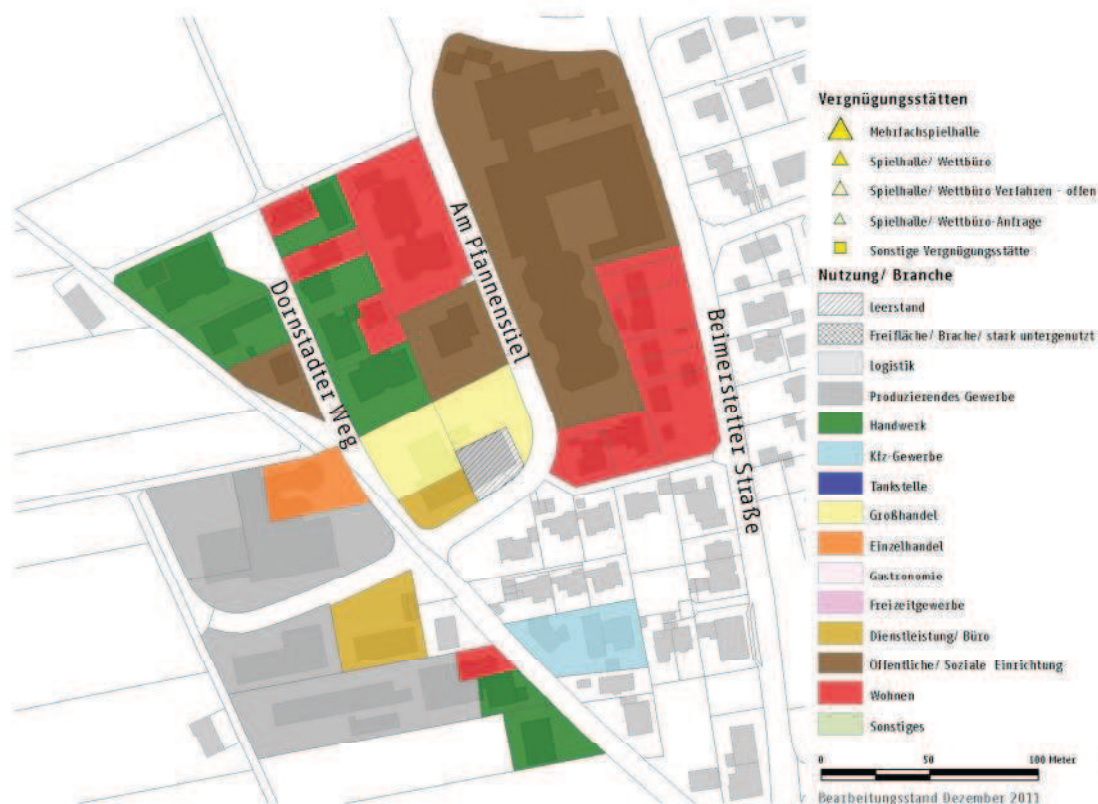 Am Pfannenstiel
Dornstadter Weg
Beimerstetter Straße
Vergnügungsstätten
Mehrfachspielhalle
Spielhalle/ Wettbüro
Spielhalle/ Wettbüro Verfahren - offen
Spielhalle/ Wettbüro-Anfrage
Sonstige Vergnügungsstätte
Nutzung/ Branche
Leerstand
Freifläche/ Brache/ stark untergenutzt
Logistik
Produzierendes Gewerbe
Handwerk
Kfz-Gewerbe
Tankstelle
Großhandel
Einzelhandel
Gastronomie
Freizeitgewerbe
Dienstleistung/ Büro
Öffentliche/ Soziale Einrichtung
Wohnen
Sonstiges
0 50 100 Meter
Bearbeitungsstand Dezember 2011